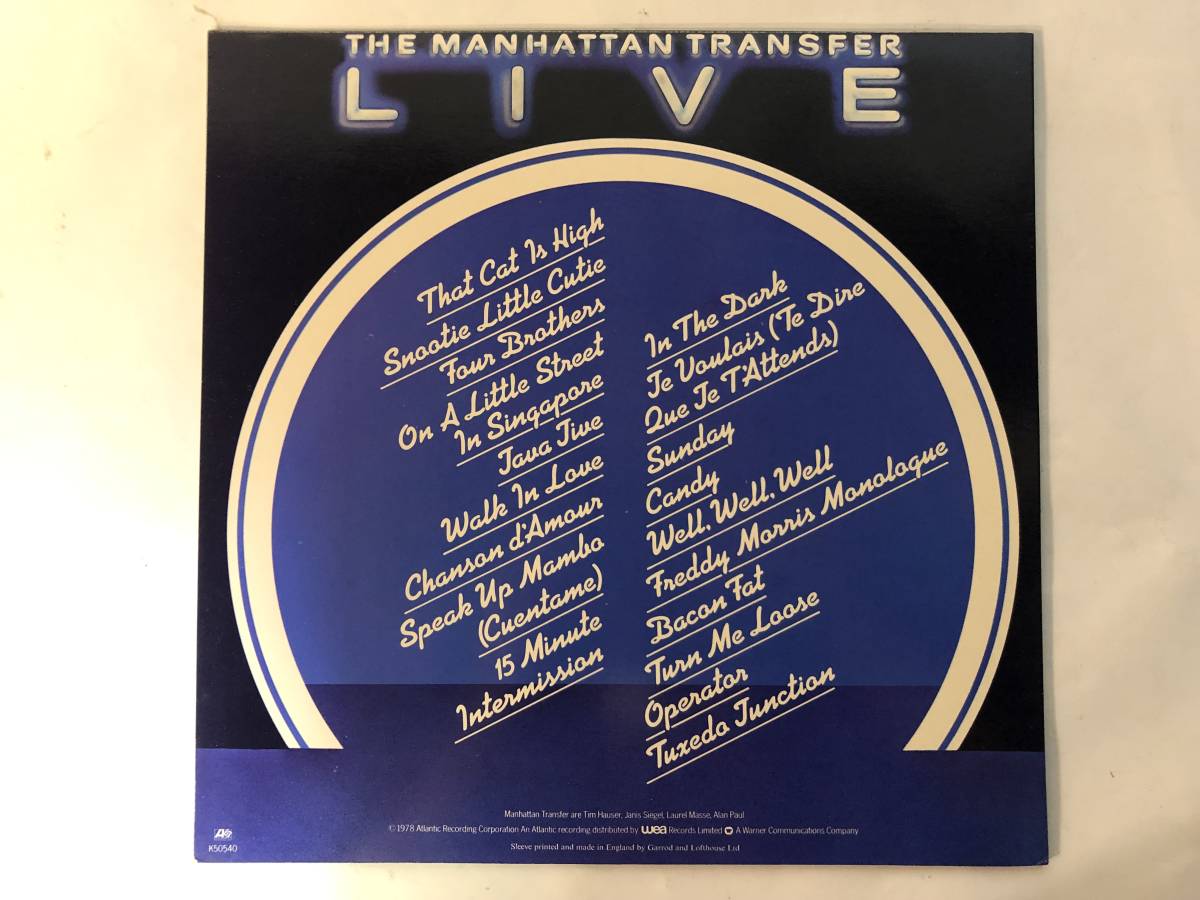 THE MANHATTAN TRANSFER
LIVE
That Cat Is High
Snootie Little Cutie
Four Brothers
On A Little Street
In Singapore
Java Jive
Walk In Love
Chanson d'Amour
Speak Up Mambo
(Cuentame)
15 Minute
Intermission
In The Dark
Je Voulais (Te Dire
Que Je T'Attends)
Sunday
Candy
Well, Well, Well
Freddy Morris Monologue
Bacon Fat
Turn Me Loose
Operator
Tuxedo Junction
Manhattan Transfer are Tim Hauser, Janis Siegel, Laurel Masse, Alan Paul
© 1978 Atlantic Recording Corporation An Atlantic recording distributed by wea Records Limited A Warner Communications Company
Sleeve printed and made in England by Garrod and Lofthouse Ltd
K50540